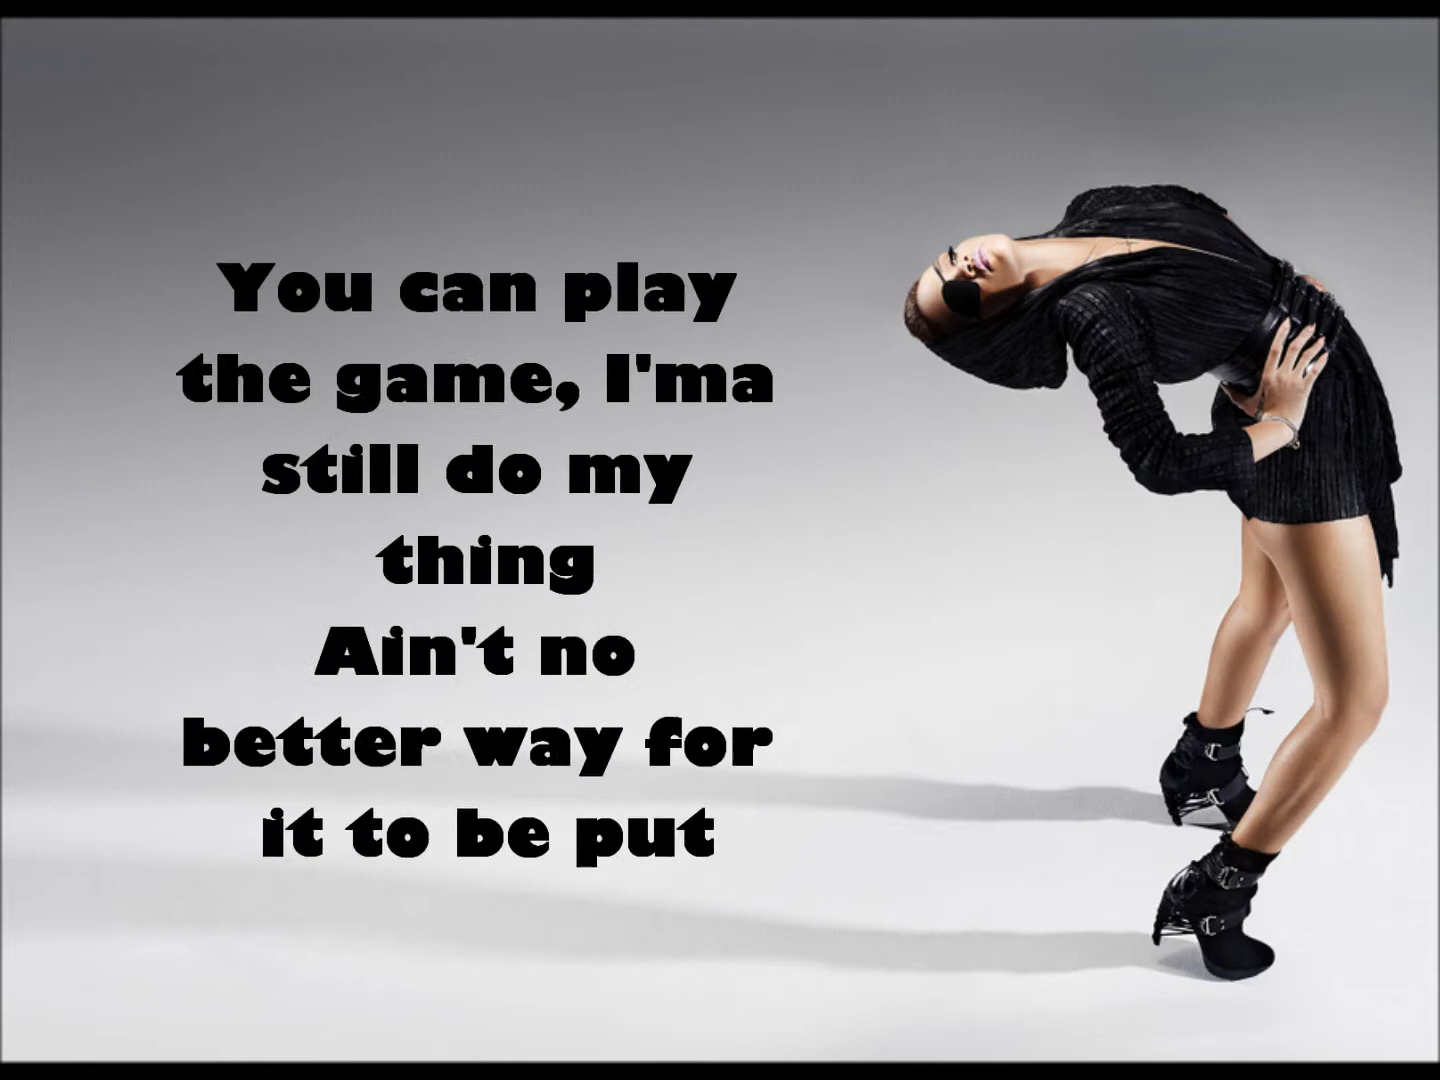 You can play
the game, I'ma
still do my
thing
Ain't no
better way for
it to be put